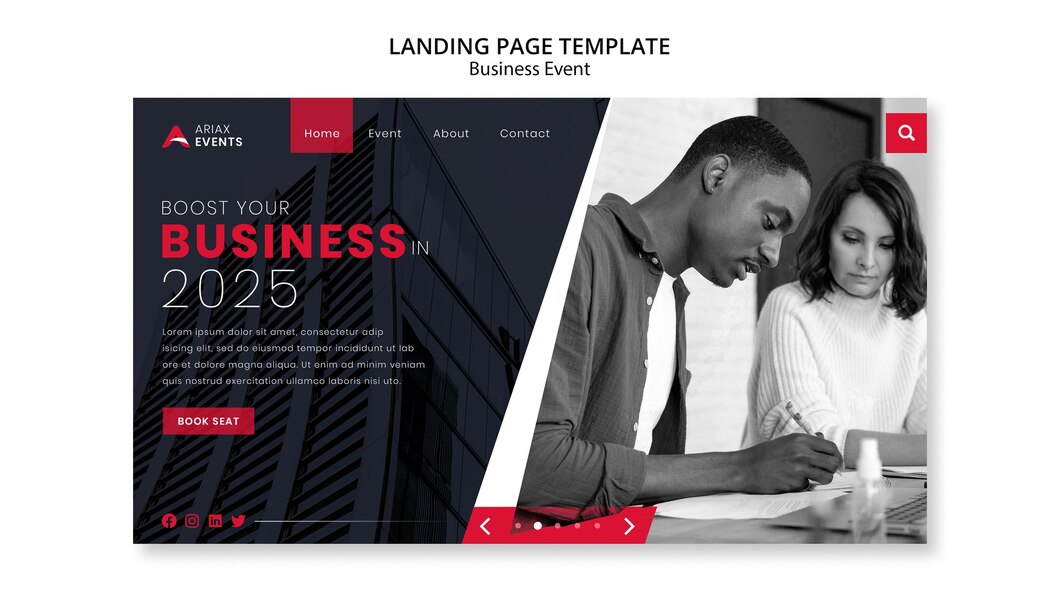 LANDING PAGE TEMPLATE
Business Event
ARIAX
EVENTS
Home Event About Contact
BOOST YOUR
BUSINESS IN
2025
Lorem ipsum dolor sit amet, consectetur adip
isicing elit, sed do eiusmod tempor incididunt ut lab
ore et dolore magna aliqua. Ut enim ad minim veniam
quis nostrud exercitation ullamco laboris nisi uto.
BOOK SEAT